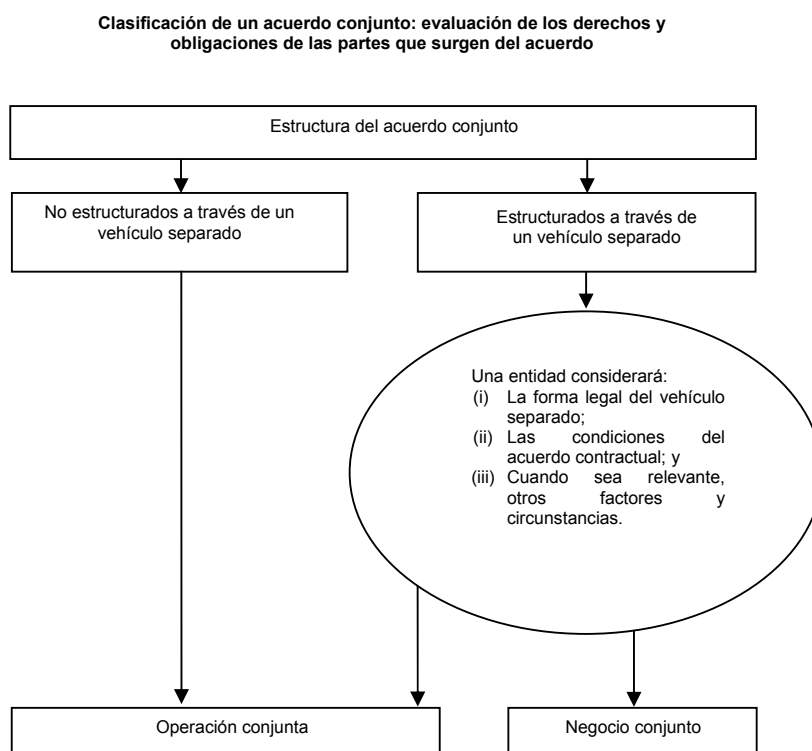 Clasificación de un acuerdo conjunto: evaluación de los derechos y
obligaciones de las partes que surgen del acuerdo
Estructura del acuerdo conjunto
No estructurados a través de un
vehículo separado
Estructurados a través de
un vehículo separado
Una entidad considerará:
(i) La forma legal del vehículo
separado;
(ii) Las condiciones del
acuerdo contractual; y
(iii) Cuando sea relevante,
otros factores y
circunstancias.
Operación conjunta
Negocio conjunto